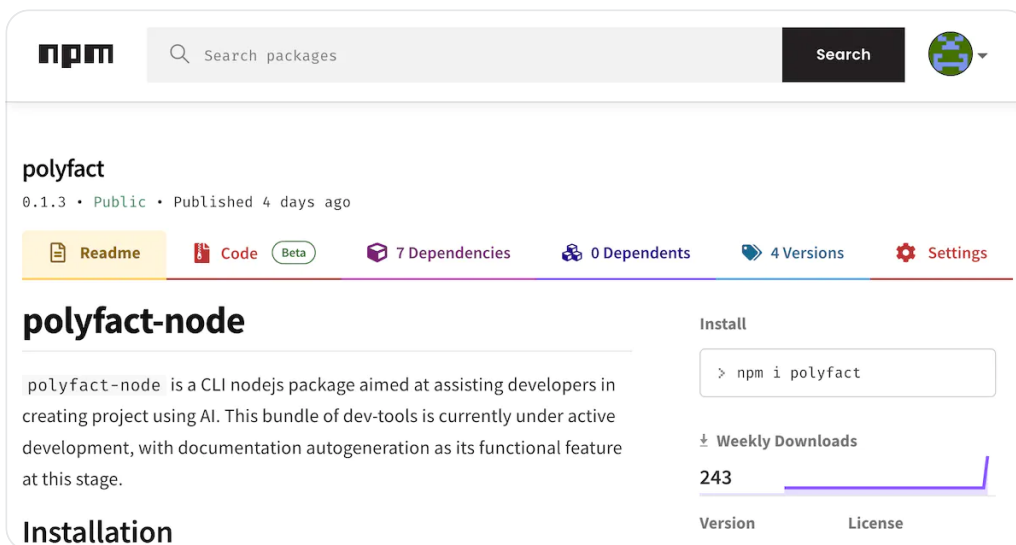 npm
Search packages
Search
polyfact
0.1.3 • Public • Published 4 days ago
Readme
Code Beta
7 Dependencies
0 Dependents
4 Versions
Settings
polyfact-node
polyfact-node is a CLI nodejs package aimed at assisting developers in
creating project using AI. This bundle of dev-tools is currently under active
development, with documentation autogeneration as its functional feature
at this stage.
Installation
Install
> npm i polyfact
Weekly Downloads
243
Version
License